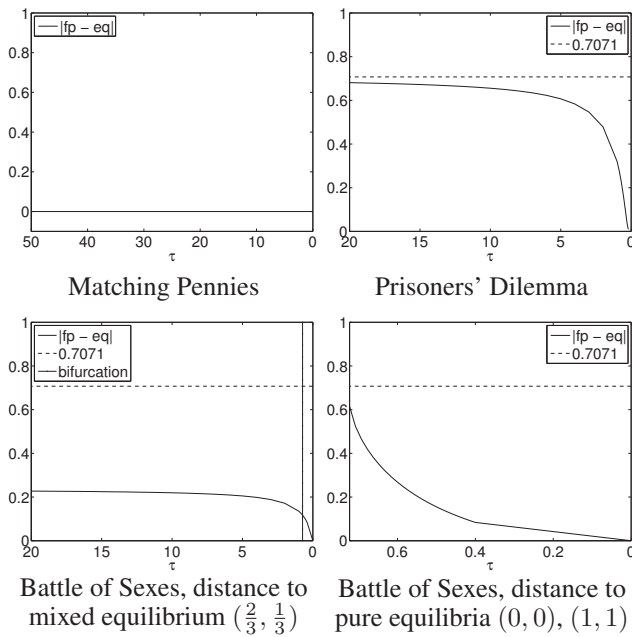 1
0.8
0.6
0.4
0.2
0
50 40 30 20 10 0
τ
|fp − eq|
Matching Pennies
1
0.8
0.6
0.4
0.2
0
20 15 10 5 0
τ
|fp − eq|
0.7071
Prisoners' Dilemma
1
0.8
0.6
0.4
0.2
0
20 15 10 5 0
τ
|fp − eq|
0.7071
bifurcation
Battle of Sexes, distance to
mixed equilibrium (2/3, 1/3)
1
0.8
0.6
0.4
0.2
0
0.6 0.4 0.2 0
τ
|fp − eq|
0.7071
Battle of Sexes, distance to
pure equilibria (0, 0), (1, 1)